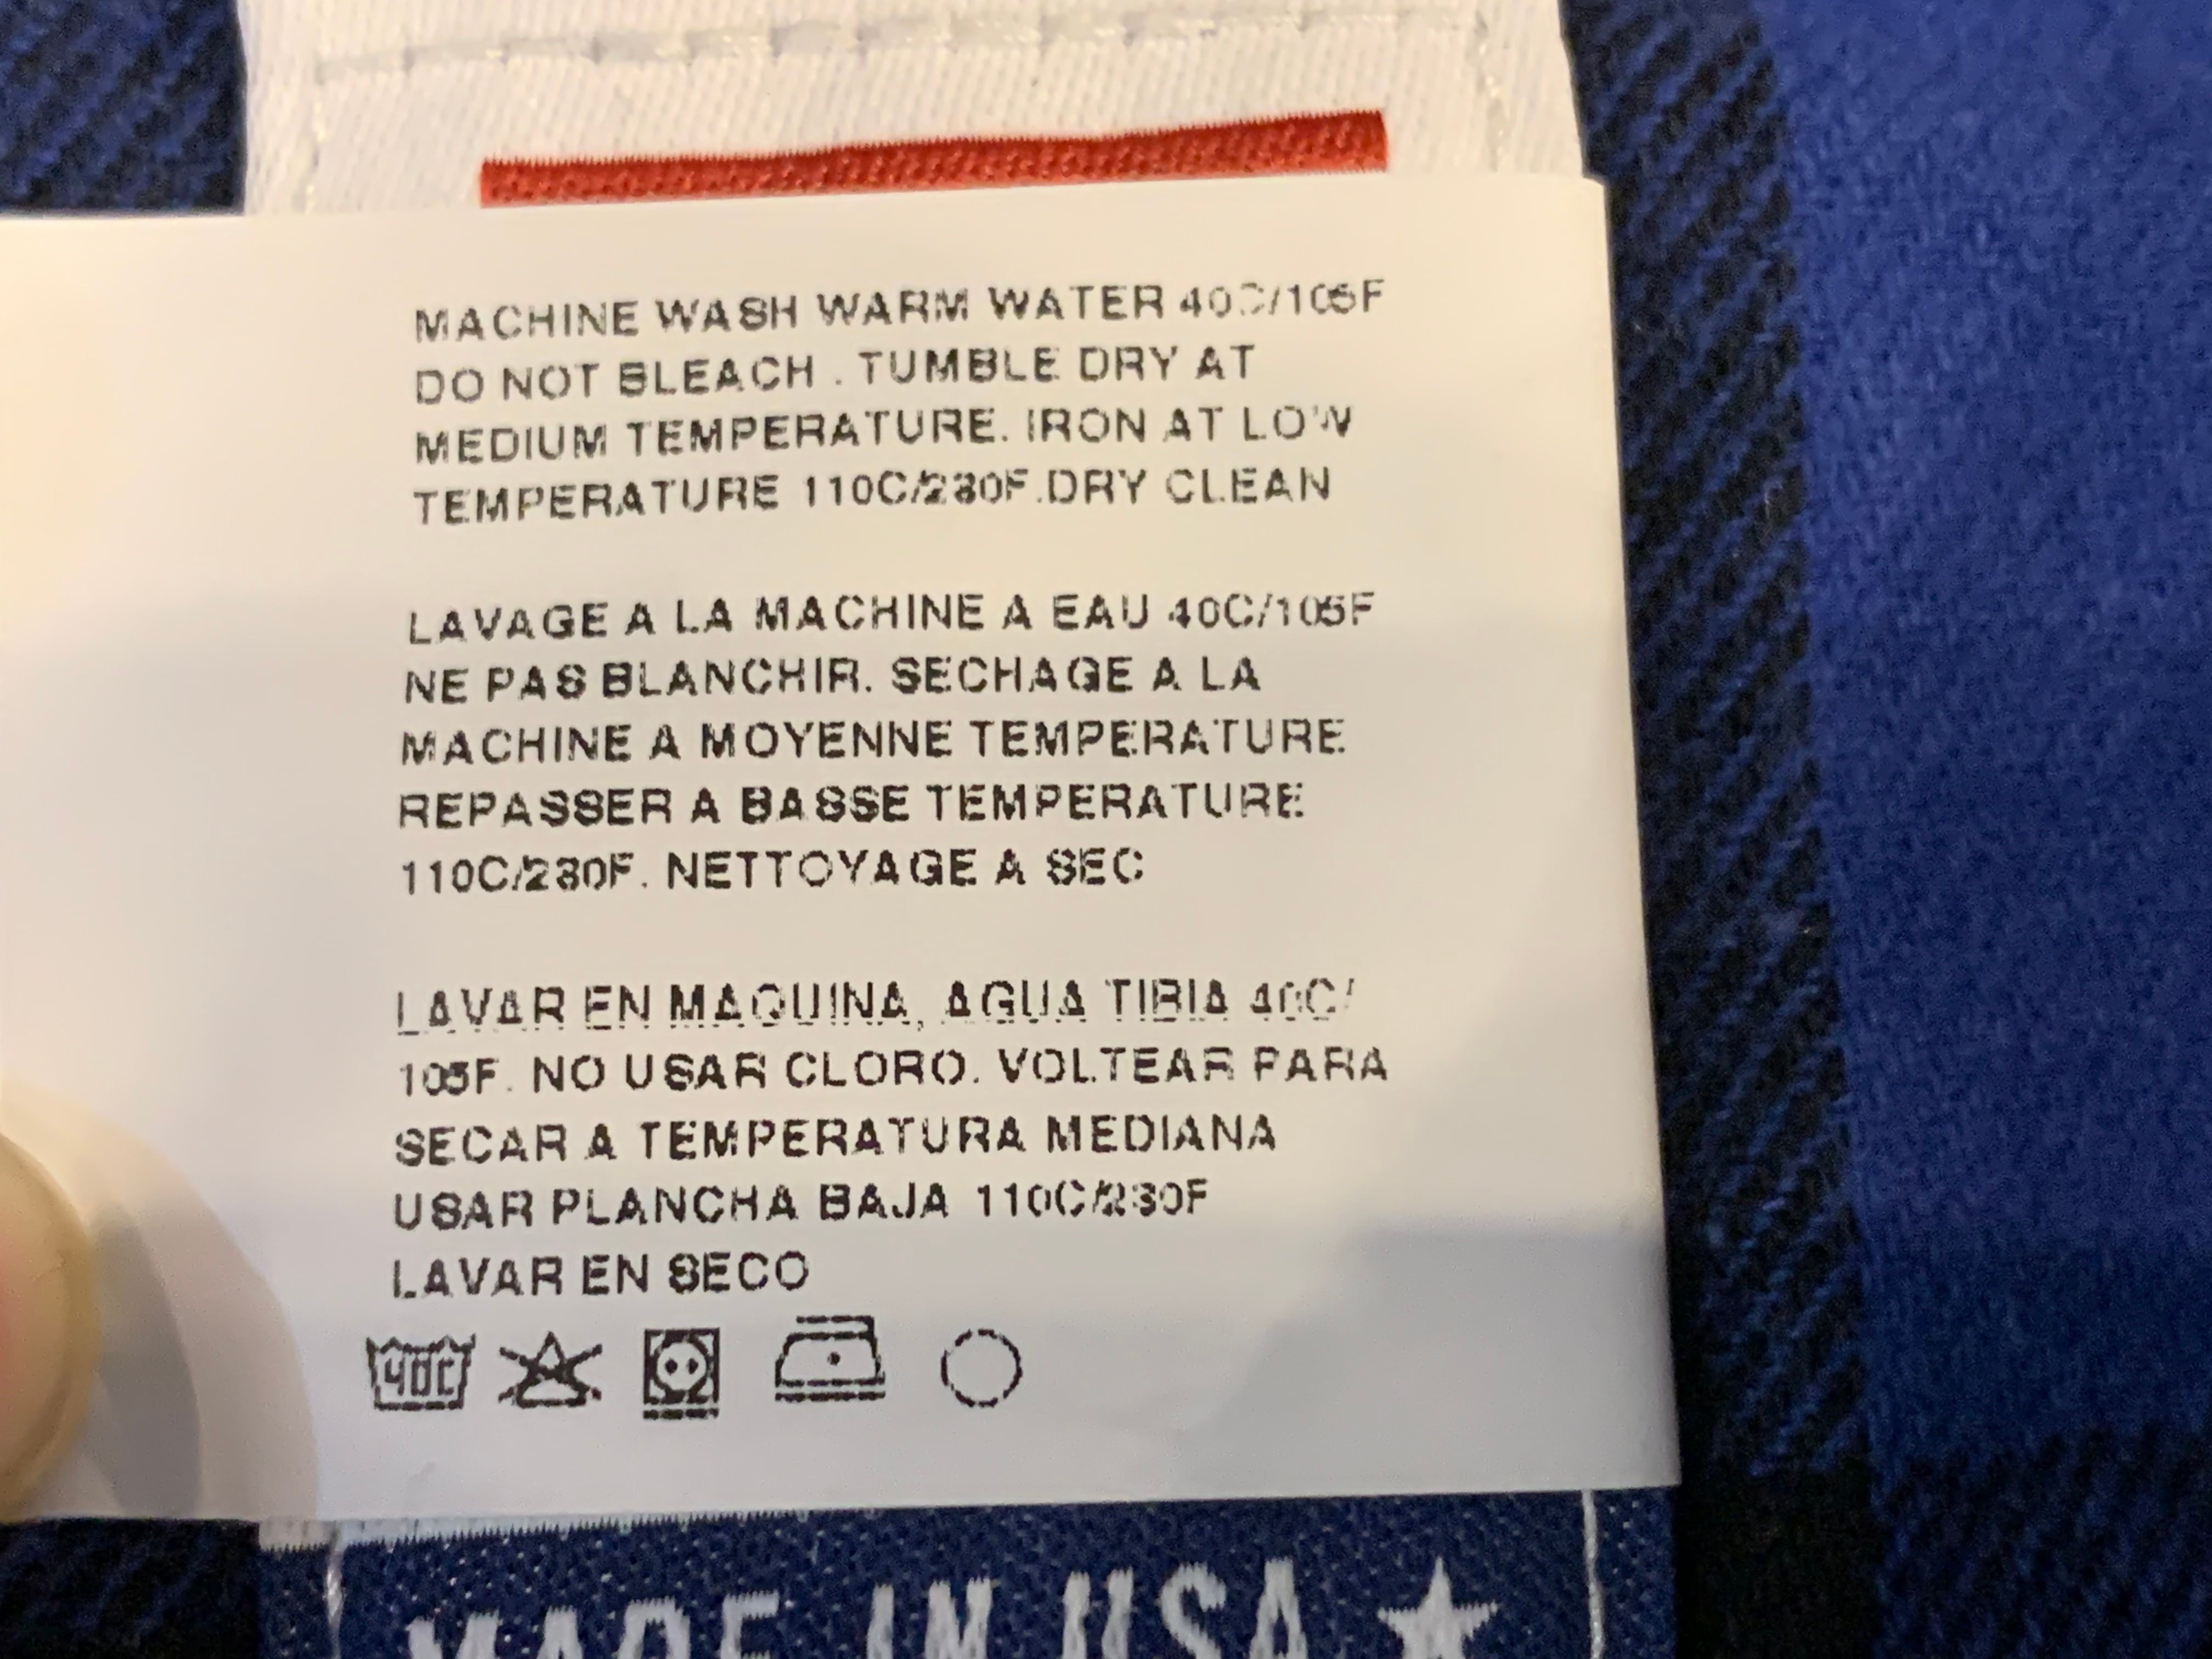 MACHINE WASH WARM WATER 40C/105F
DO NOT BLEACH . TUMBLE DRY AT
MEDIUM TEMPERATURE. IRON AT LOW
TEMPERATURE 110C/230F.DRY CLEAN
LAVAGE A LA MACHINE A EAU 40C/105F
NE PAS BLANCHIR. SECHAGE A LA
MACHINE A MOYENNE TEMPERATURE
REPASSER A BASSE TEMPERATURE
110C/230F. NETTOYAGE A SEC
LAVAR EN MAQUINA, AGUA TIBIA 40C/
105F. NO USAR CLORO. VOLTEAR PARA
SECAR A TEMPERATURA MEDIANA
USAR PLANCHA BAJA 110C/230F
LAVAR EN SECO
40C
MADE IN USA